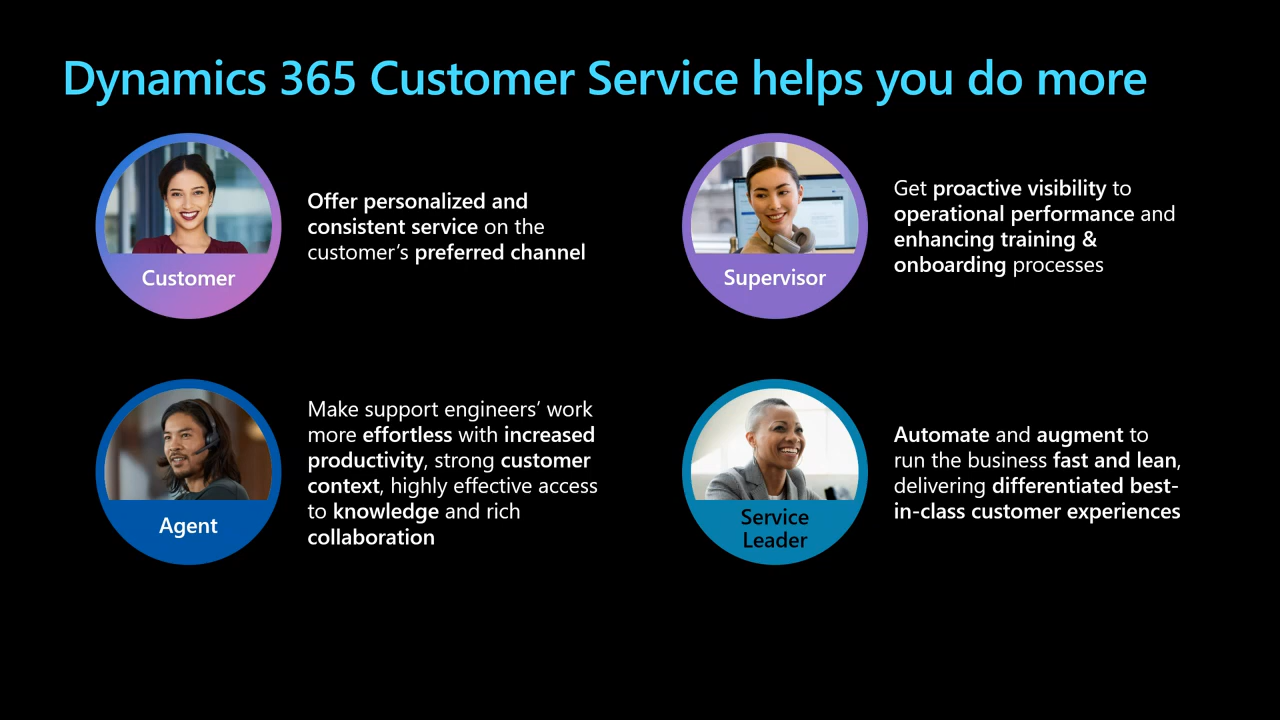 Dynamics 365 Customer Service helps you do more
Customer
Offer personalized and
consistent service on the
customer’s preferred channel
Supervisor
Get proactive visibility to
operational performance and
enhancing training &
onboarding processes
Agent
Make support engineers’ work
more effortless with increased
productivity, strong customer
context, highly effective access
to knowledge and rich
collaboration
Service
Leader
Automate and augment to
run the business fast and lean,
delivering differentiated best-
in-class customer experiences